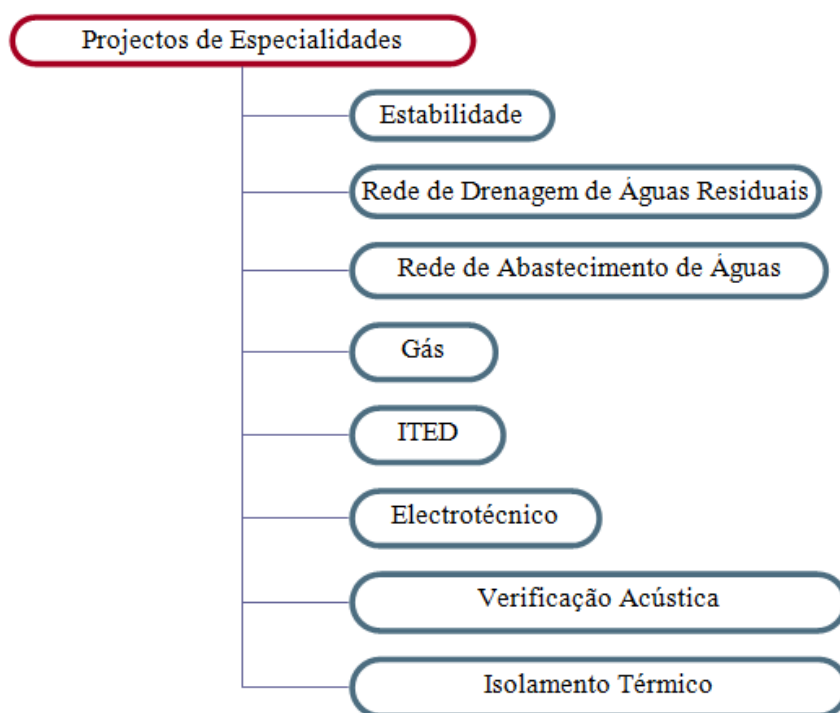 Projectos de Especialidades
Estabilidade
Rede de Drenagem de Águas Residuais
Rede de Abastecimento de Águas
Gás
ITED
Electrotécnico
Verificação Acústica
Isolamento Térmico